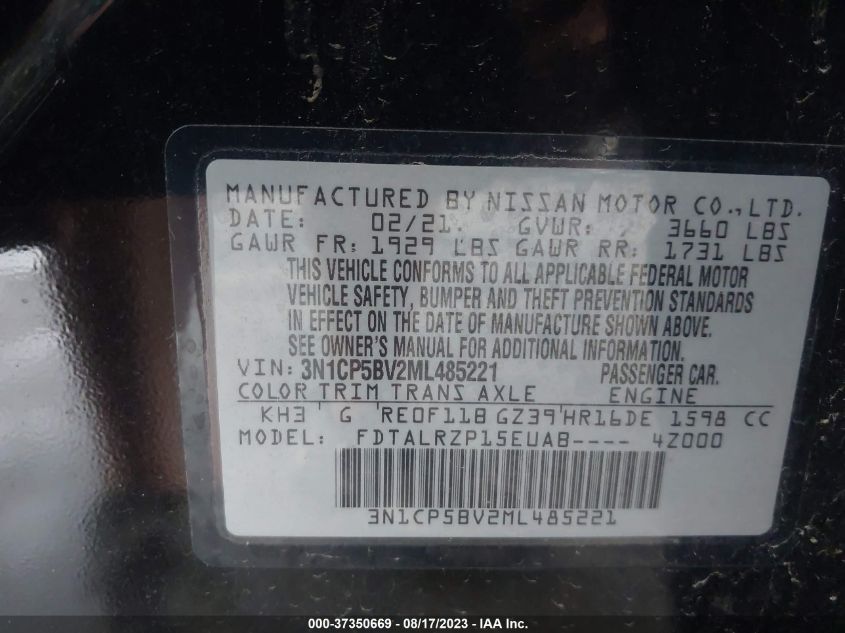 MANUFACTURED BY NISSAN MOTOR CO.,LTD.
DATE: 02/21 GVWR: 3660 LBS
GAWR FR: 1929 LBS GAWR RR: 1731 LBS
THIS VEHICLE CONFORMS TO ALL APPLICABLE FEDERAL MOTOR
VEHICLE SAFETY, BUMPER AND THEFT PREVENTION STANDARDS
IN EFFECT ON THE DATE OF MANUFACTURE SHOWN ABOVE.
SEE OWNER'S MANUAL FOR ADDITIONAL INFORMATION.
VIN: 3N1CP5BV2ML485221 PASSENGER CAR.
COLOR TRIM TRANS AXLE ENGINE
KH3 G RE0F11B GZ39 HR16DE 1598 CC
MODEL: FDTALRZP15EUAB---- 4Z000
3N1CP5BV2ML485221
000-37350669 - 08/17/2023 - IAA Inc.